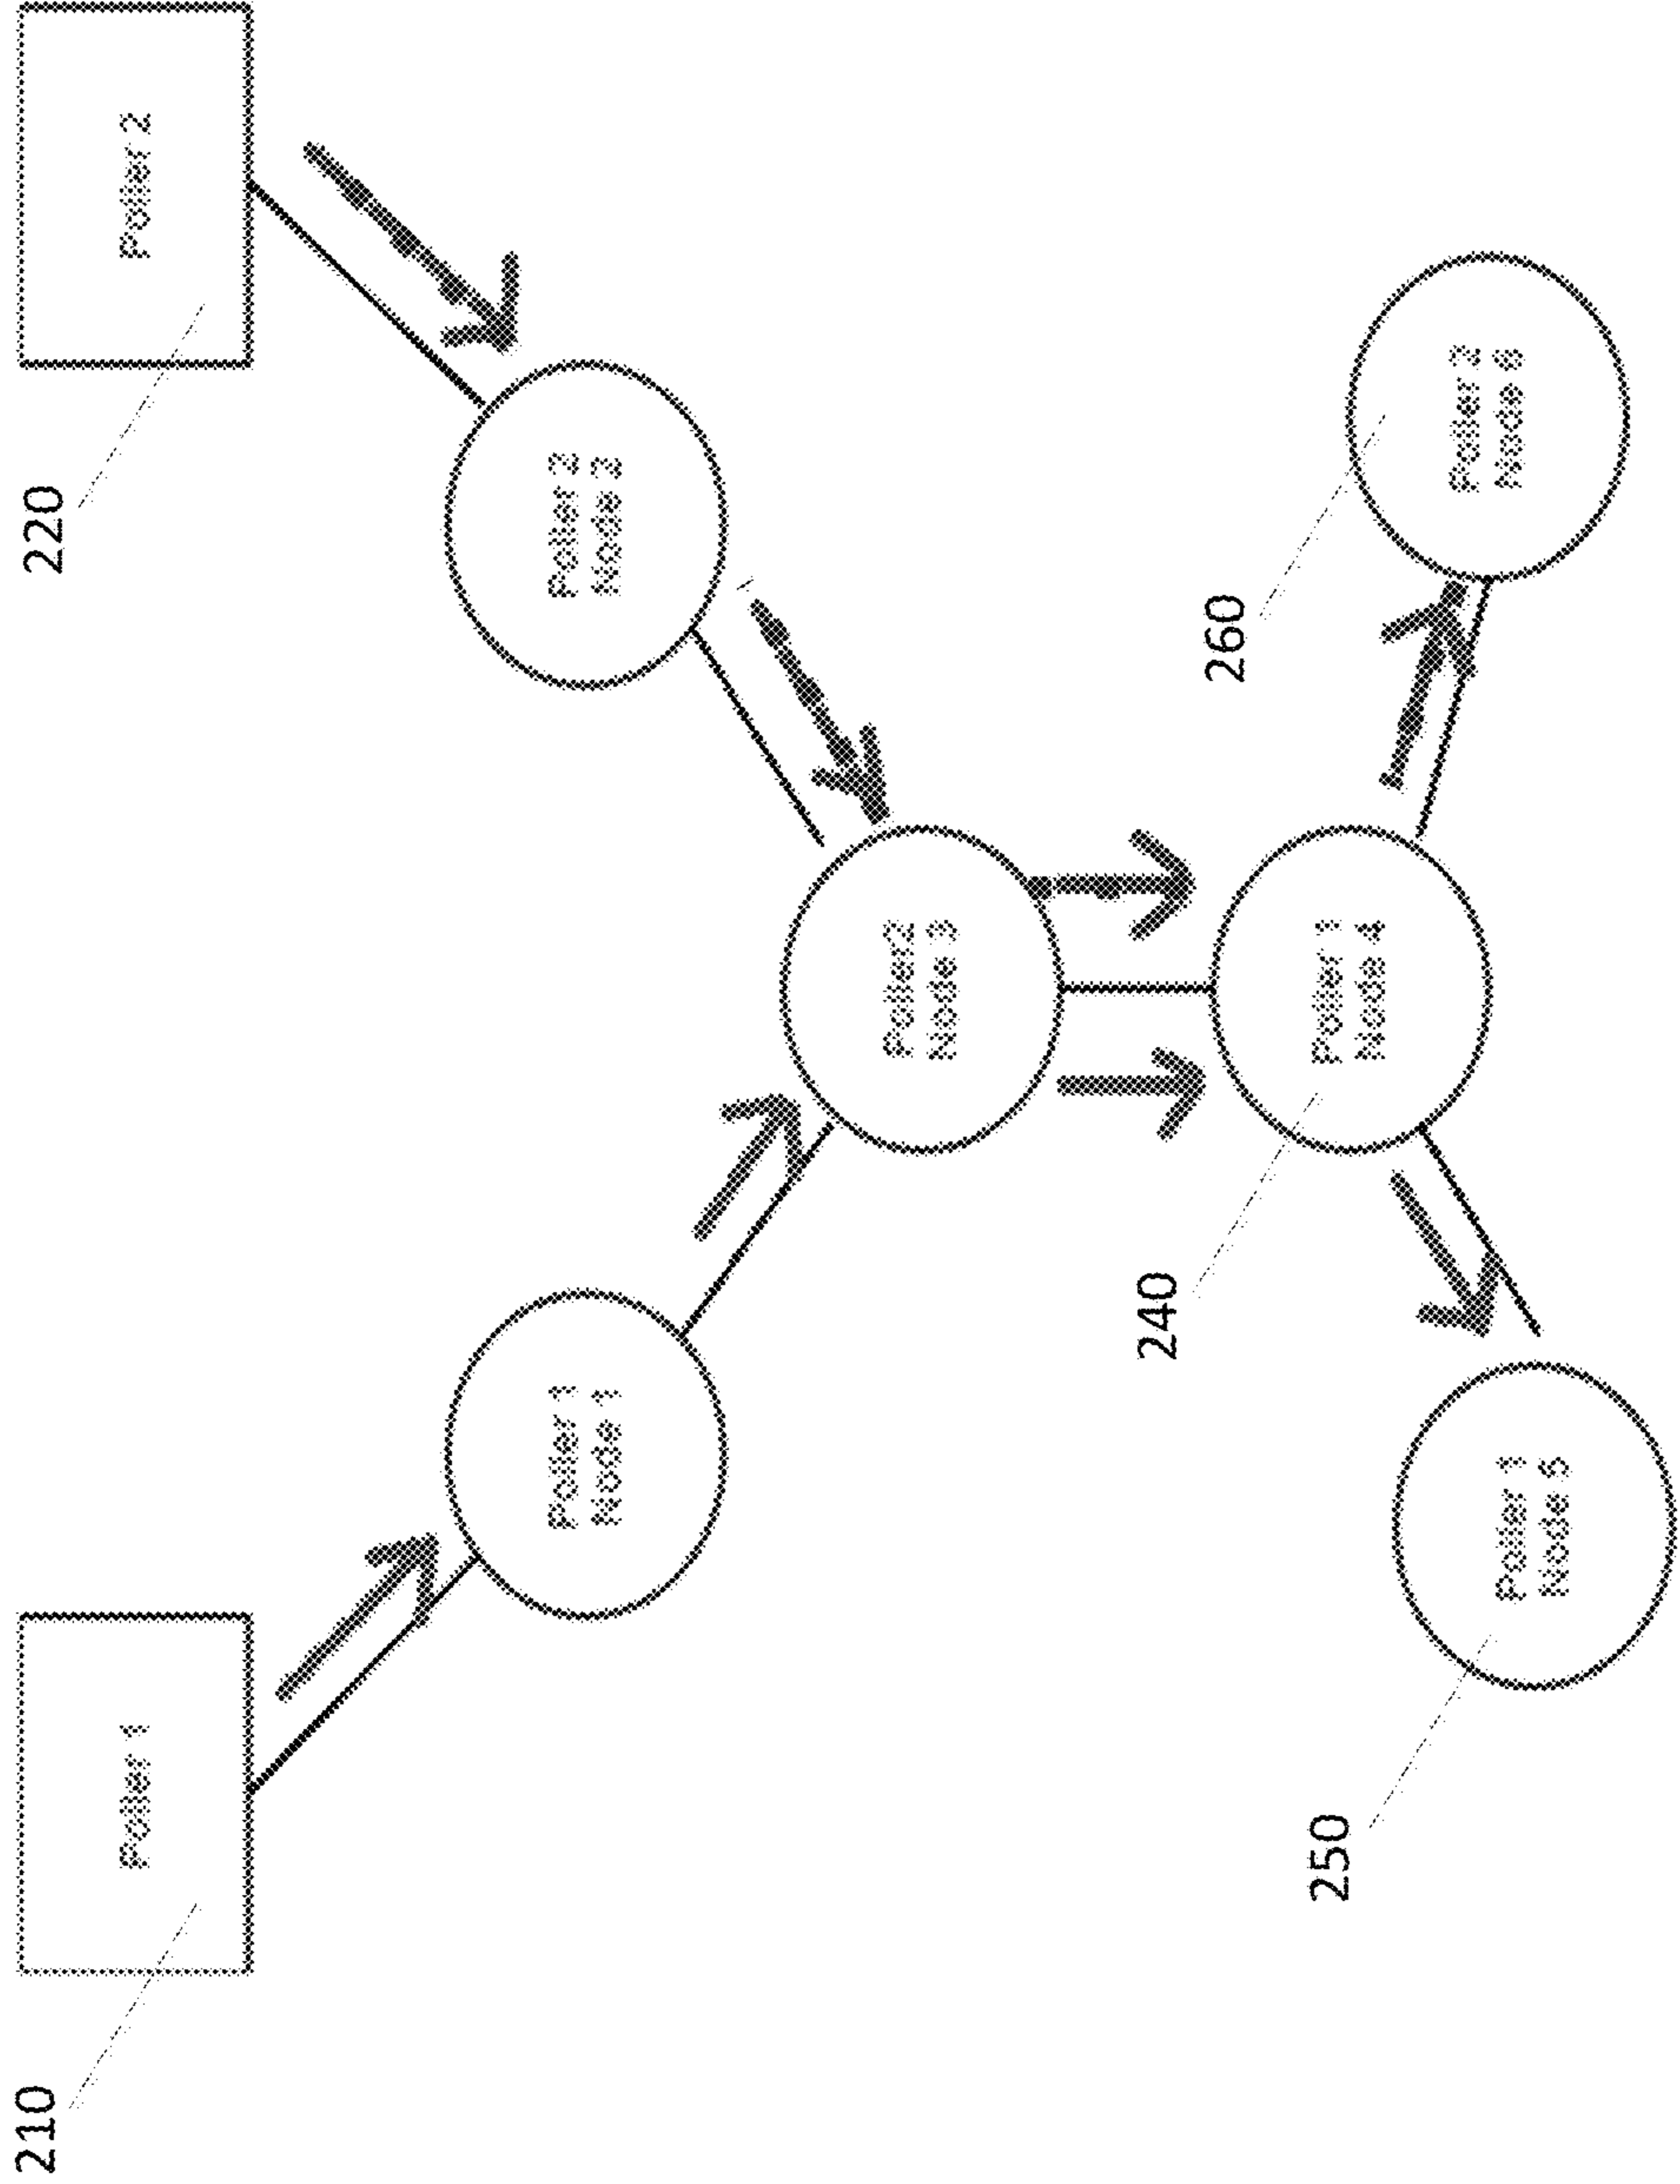 210
220
Poller 1
Poller 2
Poller 1
Node 1
Poller 2
Node 2
Poller2
Node 3
240
260
250
Poller 1
Node 4
Poller 2
Node 6
Poller 1
Node 5